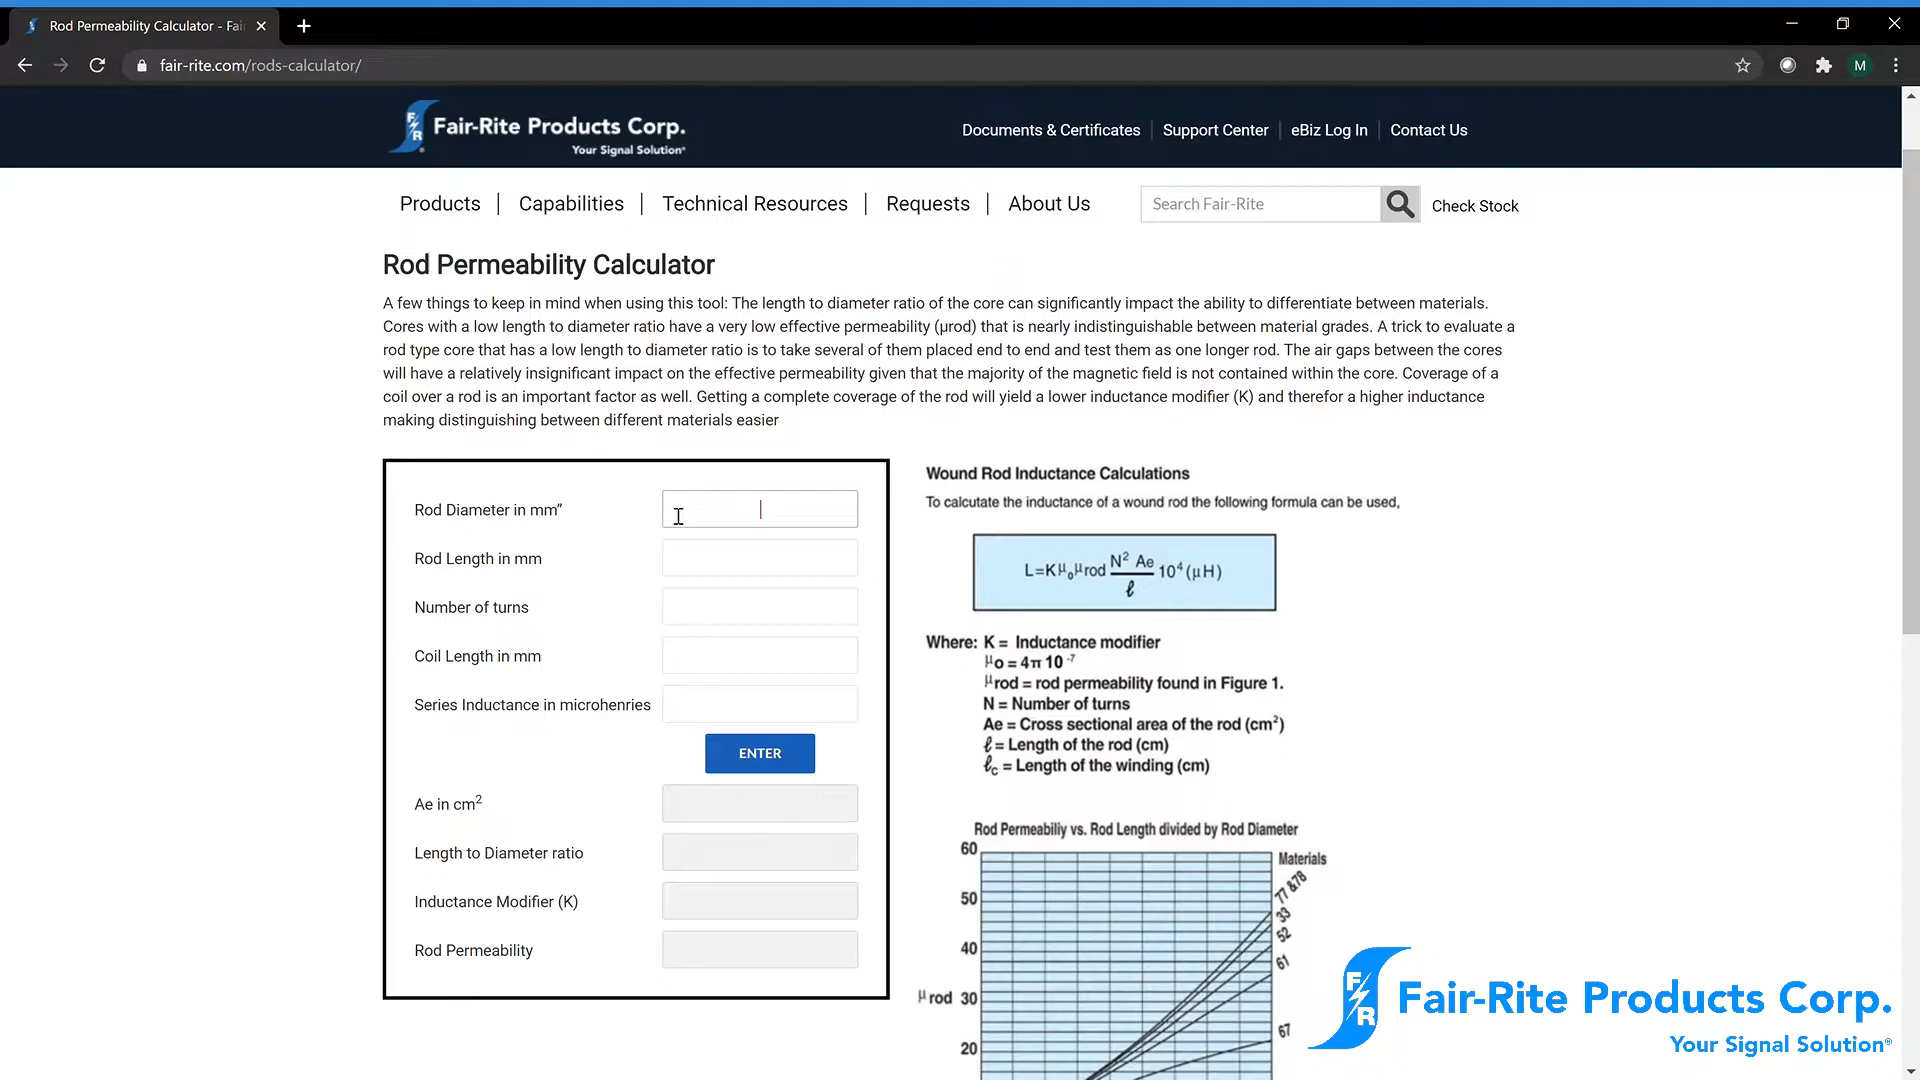 Rod Permeability Calculator - Fai
fair-rite.com/rods-calculator/
M
F R
Fair-Rite Products Corp.
Your Signal Solution®
Documents & Certificates
Support Center
eBiz Log In
Contact Us
Products
Capabilities
Technical Resources
Requests
About Us
Search Fair-Rite
Check Stock
Rod Permeability Calculator
A few things to keep in mind when using this tool: The length to diameter ratio of the core can significantly impact the ability to differentiate between materials.
Cores with a low length to diameter ratio have a very low effective permeability (µrod) that is nearly indistinguishable between material grades. A trick to evaluate a
rod type core that has a low length to diameter ratio is to take several of them placed end to end and test them as one longer rod. The air gaps between the cores
will have a relatively insignificant impact on the effective permeability given that the majority of the magnetic field is not contained within the core. Coverage of a
coil over a rod is an important factor as well. Getting a complete coverage of the rod will yield a lower inductance modifier (K) and therefor a higher inductance
making distinguishing between different materials easier
Rod Diameter in mm”
Rod Length in mm
Number of turns
Coil Length in mm
Series Inductance in microhenries
ENTER
Ae in cm²
Length to Diameter ratio
Inductance Modifier (K)
Rod Permeability
Wound Rod Inductance Calculations
To calcutate the inductance of a wound rod the following formula can be used,
L=Kµ₀µrod N² Ae / ℓ 10⁴ (µH)
Where: K = Inductance modifier
µo = 4π 10⁻⁷
µrod = rod permeability found in Figure 1.
N = Number of turns
Ae = Cross sectional area of the rod (cm²)
ℓ = Length of the rod (cm)
ℓc = Length of the winding (cm)
Rod Permeabiliy vs. Rod Length divided by Rod Diameter
60
Materials
77 &78
50
33
52
40
61
µ rod 30
67
20
F R
Fair-Rite Products Corp.
Your Signal Solution®